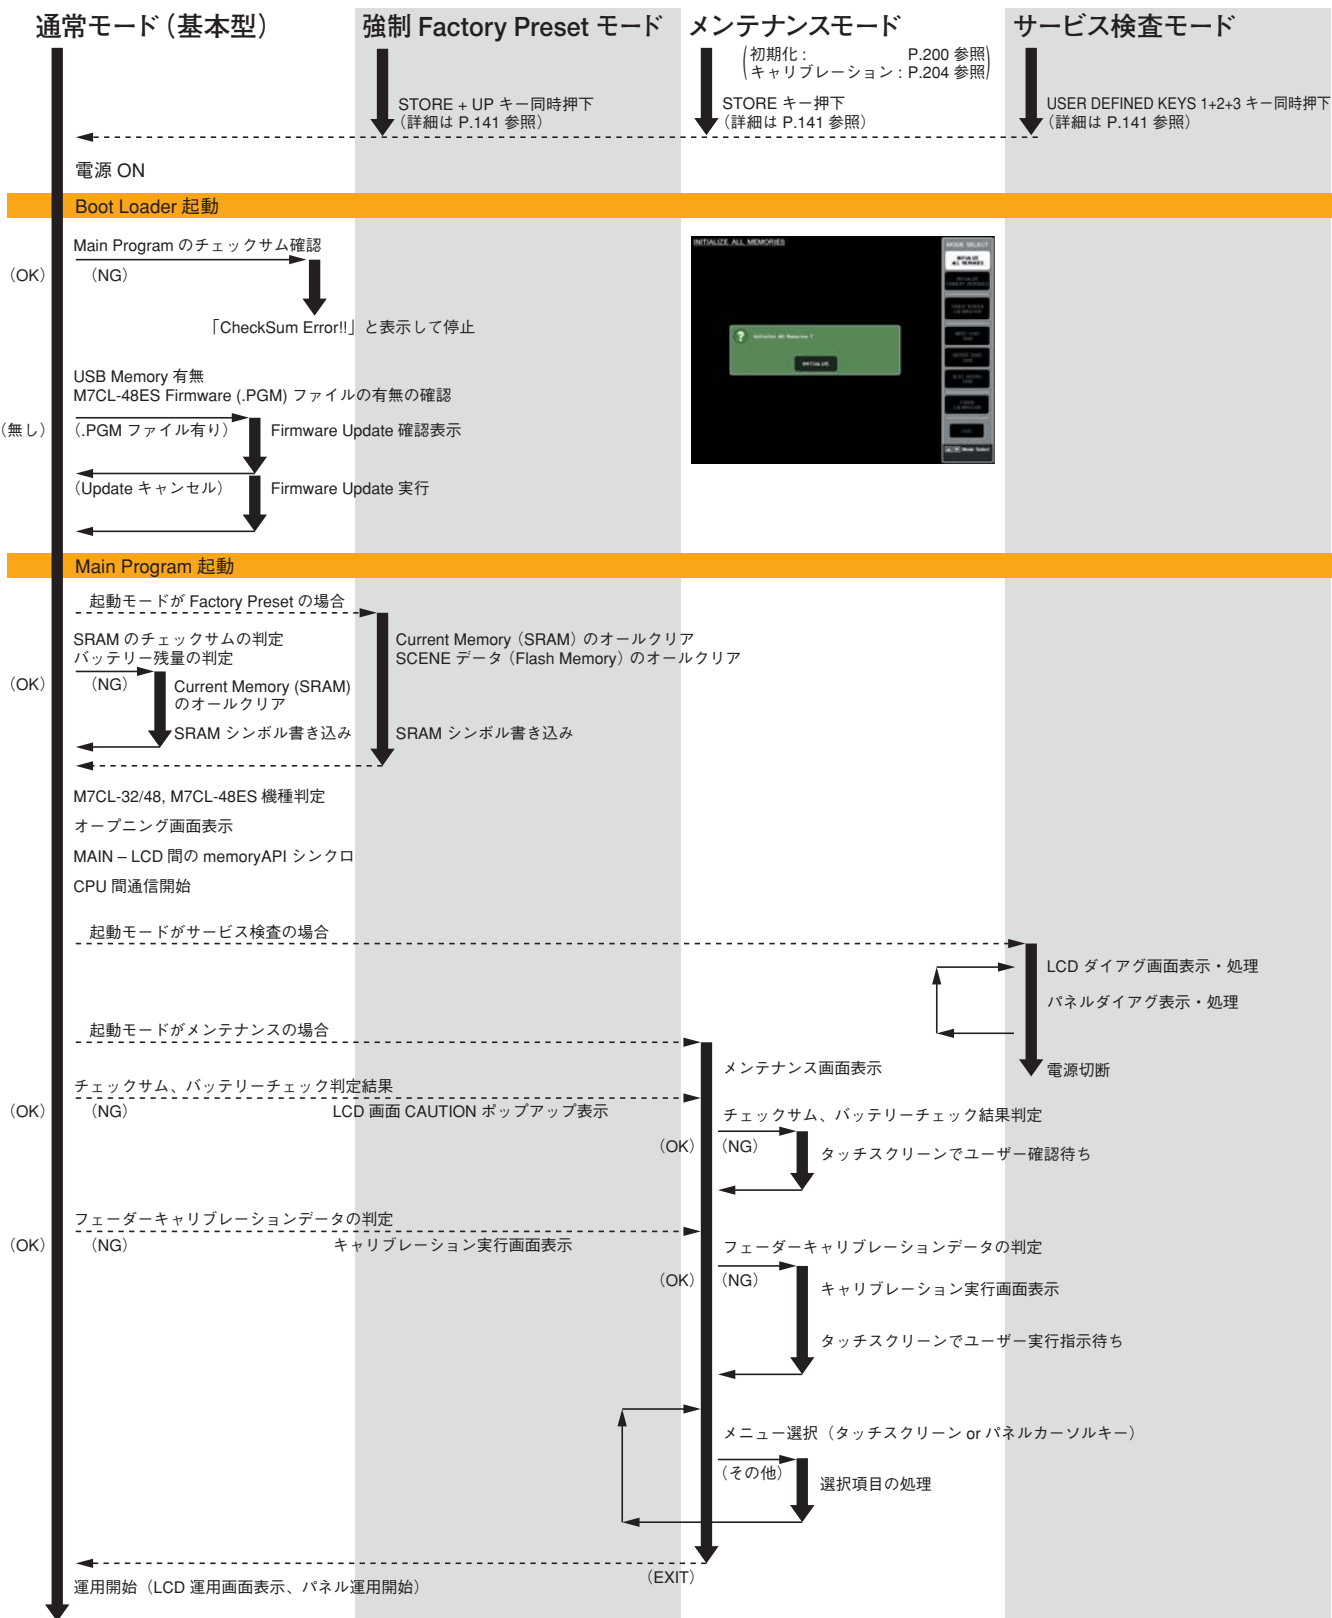 通常モード（基本型）
強制 Factory Preset モード
メンテナンスモード
サービス検査モード
（初期化 : P.200 参照
キャリブレーション : P.204 参照）
STORE + UP キー同時押下
（詳細は P.141 参照）
STORE キー押下
（詳細は P.141 参照）
USER DEFINED KEYS 1+2+3 キー同時押下
（詳細は P.141 参照）
電源 ON
Boot Loader 起動
Main Program のチェックサム確認
（OK）
（NG）
「CheckSum Error!!」と表示して停止
INITIALIZE ALL MEMORIES
MODE SELECT
INITIALIZE
ALL MEMORIES
Initialize All Memories ?
INITIALIZE
USB Memory 有無
M7CL-48ES Firmware (.PGM) ファイルの有無の確認
（無し）
（.PGM ファイル有り）
Firmware Update 確認表示
（Update キャンセル）
Firmware Update 実行
Main Program 起動
起動モードが Factory Preset の場合
SRAM のチェックサムの判定
バッテリー残量の判定
Current Memory（SRAM）のオールクリア
SCENE データ（Flash Memory）のオールクリア
（OK）
（NG）
Current Memory (SRAM)
のオールクリア
SRAM シンボル書き込み
SRAM シンボル書き込み
M7CL-32/48, M7CL-48ES 機種判定
オープニング画面表示
MAIN – LCD 間の memoryAPI シンクロ
CPU 間通信開始
起動モードがサービス検査の場合
LCD ダイアグ画面表示・処理
パネルダイアグ表示・処理
電源切断
起動モードがメンテナンスの場合
メンテナンス画面表示
チェックサム、バッテリーチェック判定結果
（OK）
（NG）
LCD 画面 CAUTION ポップアップ表示
チェックサム、バッテリーチェック結果判定
（OK）
（NG）
タッチスクリーンでユーザー確認待ち
フェーダーキャリブレーションデータの判定
（OK）
（NG）
キャリブレーション実行画面表示
フェーダーキャリブレーションデータの判定
（OK）
（NG）
キャリブレーション実行画面表示
タッチスクリーンでユーザー実行指示待ち
メニュー選択（タッチスクリーン or パネルカーソルキー）
（その他）
選択項目の処理
（EXIT）
運用開始（LCD 運用画面表示、パネル運用開始）